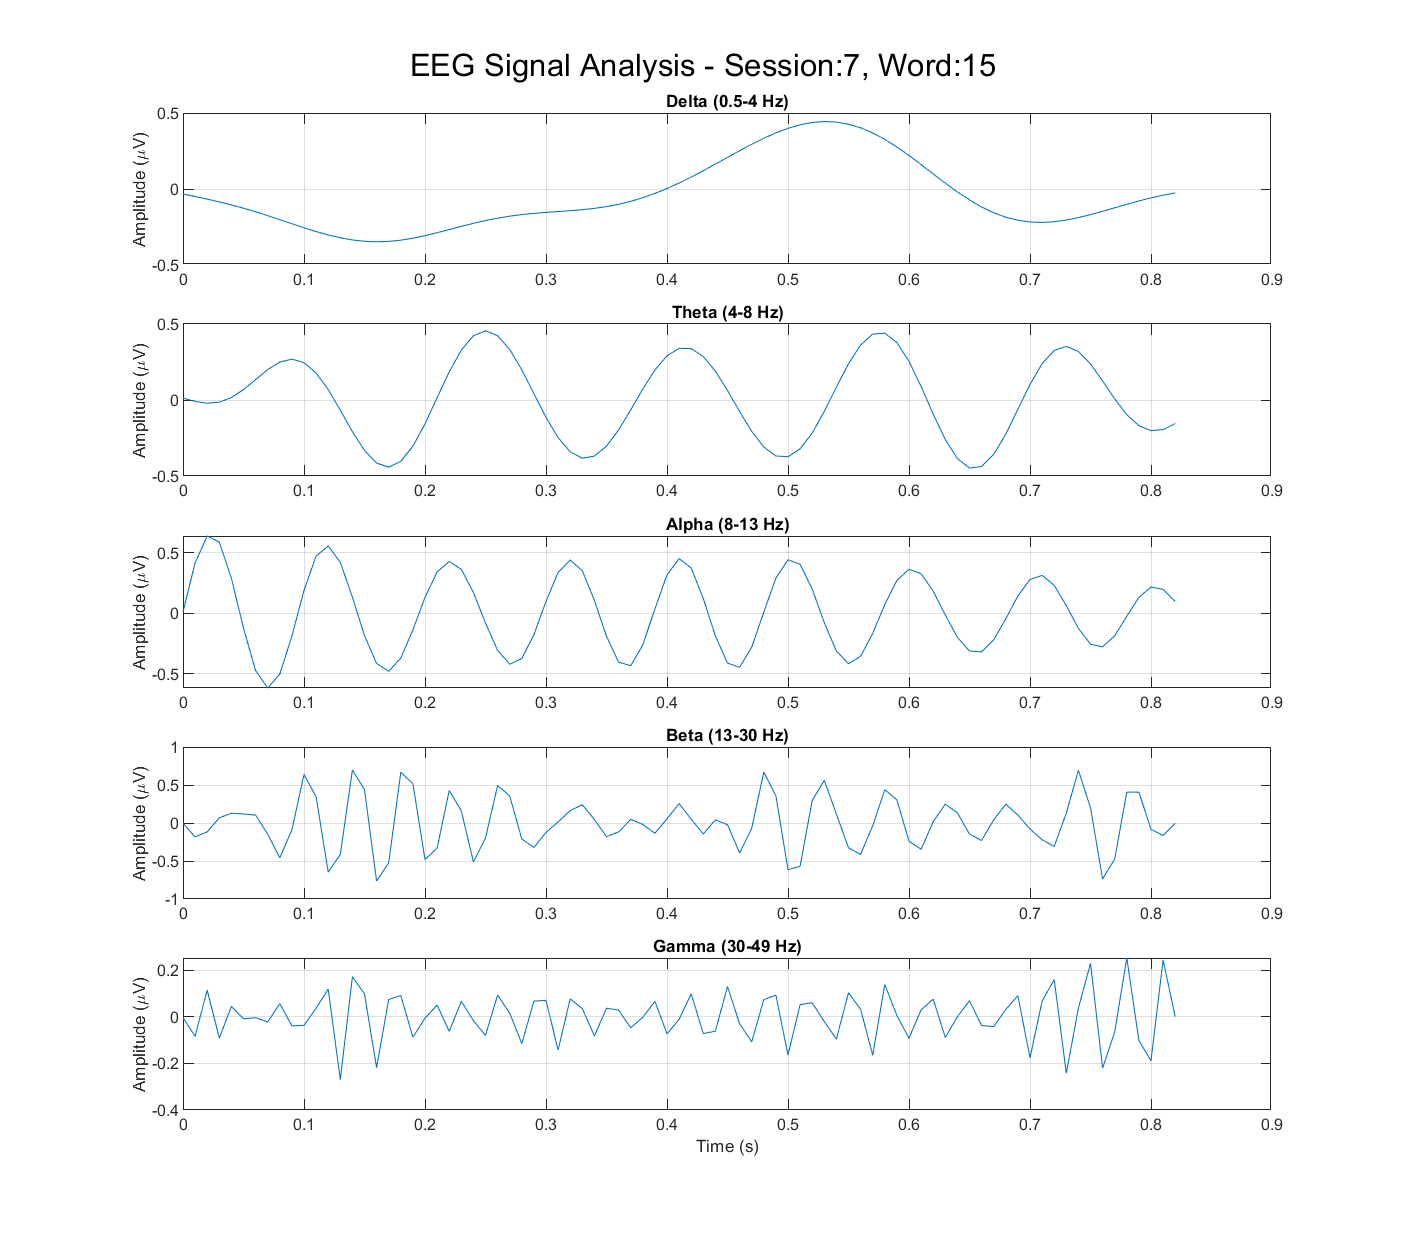 EEG Signal Analysis - Session:7, Word:15
Delta (0.5-4 Hz)
Amplitude (μV)
0.5
0
-0.5
0 0.1 0.2 0.3 0.4 0.5 0.6 0.7 0.8 0.9
Theta (4-8 Hz)
Amplitude (μV)
0.5
0
-0.5
0 0.1 0.2 0.3 0.4 0.5 0.6 0.7 0.8 0.9
Alpha (8-13 Hz)
Amplitude (μV)
0.5
0
-0.5
0 0.1 0.2 0.3 0.4 0.5 0.6 0.7 0.8 0.9
Beta (13-30 Hz)
Amplitude (μV)
1
0.5
0
-0.5
-1
0 0.1 0.2 0.3 0.4 0.5 0.6 0.7 0.8 0.9
Gamma (30-49 Hz)
Amplitude (μV)
0.2
0
-0.2
-0.4
0 0.1 0.2 0.3 0.4 0.5 0.6 0.7 0.8 0.9
Time (s)